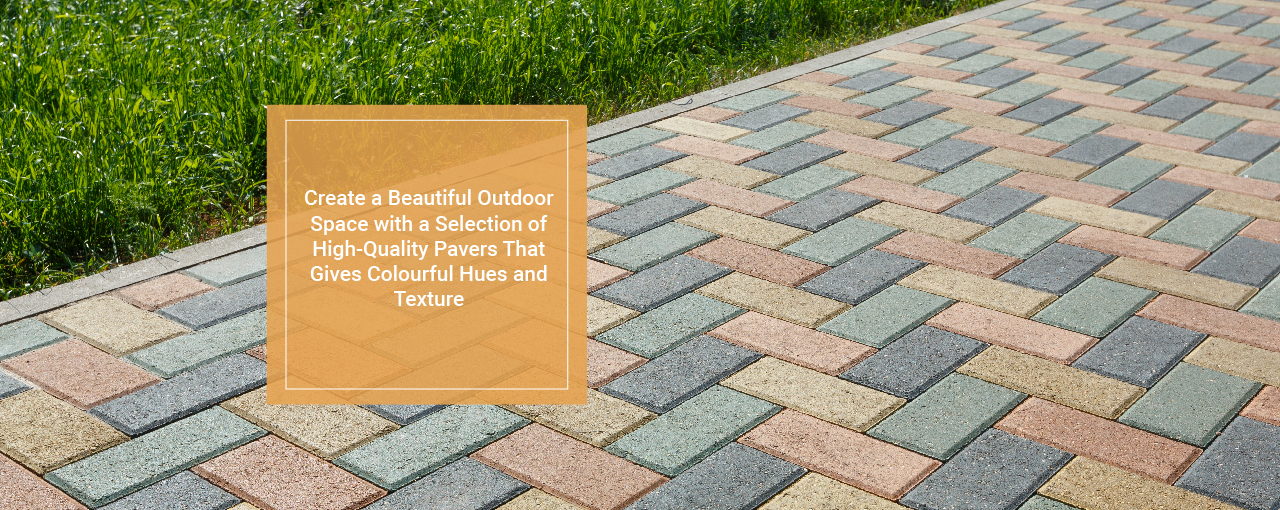 Create a Beautiful Outdoor
Space with a Selection of
High-Quality Pavers That
Gives Colourful Hues and
Texture